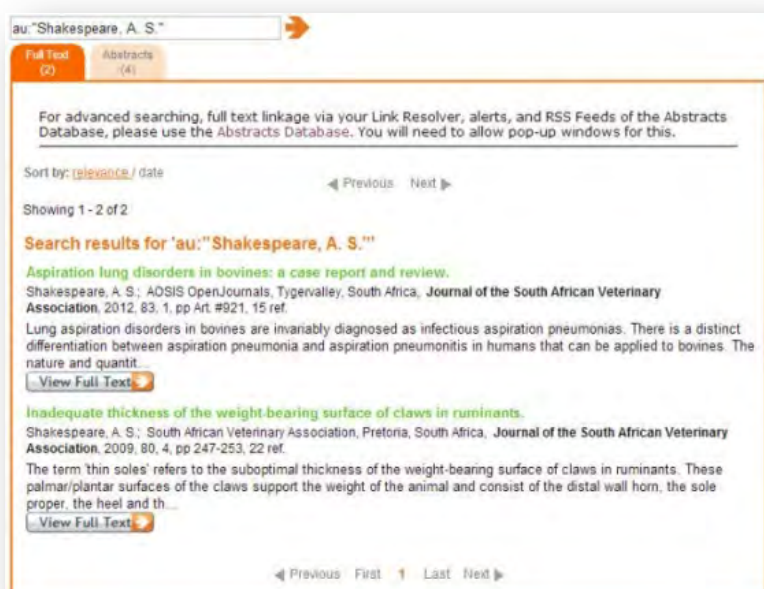 au:"Shakespeare, A. S."
Full Text Abstracts
(2) (4)
For advanced searching, full text linkage via your Link Resolver, alerts, and RSS Feeds of the Abstracts
Database, please use the Abstracts Database. You will need to allow pop-up windows for this.
Sort by: relevance / date
Previous Next
Showing 1 - 2 of 2
Search results for 'au:"Shakespeare, A. S."'
Aspiration lung disorders in bovines: a case report and review.
Shakespeare, A. S.; AOSIS OpenJournals, Tygervalley, South Africa, Journal of the South African Veterinary
Association, 2012, 83, 1, pp Art. #921, 15 ref.
Lung aspiration disorders in bovines are invariably diagnosed as infectious aspiration pneumonias. There is a distinct
differentiation between aspiration pneumonia and aspiration pneumonitis in humans that can be applied to bovines. The
nature and quantit...
View Full Text
Inadequate thickness of the weight-bearing surface of claws in ruminants.
Shakespeare, A. S.; South African Veterinary Association, Pretoria, South Africa, Journal of the South African Veterinary
Association, 2009, 80, 4, pp 247-253, 22 ref.
The term 'thin soles' refers to the suboptimal thickness of the weight-bearing surface of claws in ruminants. These
palmar/plantar surfaces of the claws support the weight of the animal and consist of the distal wall horn, the sole
proper, the heel and th...
View Full Text
Previous First 1 Last Next